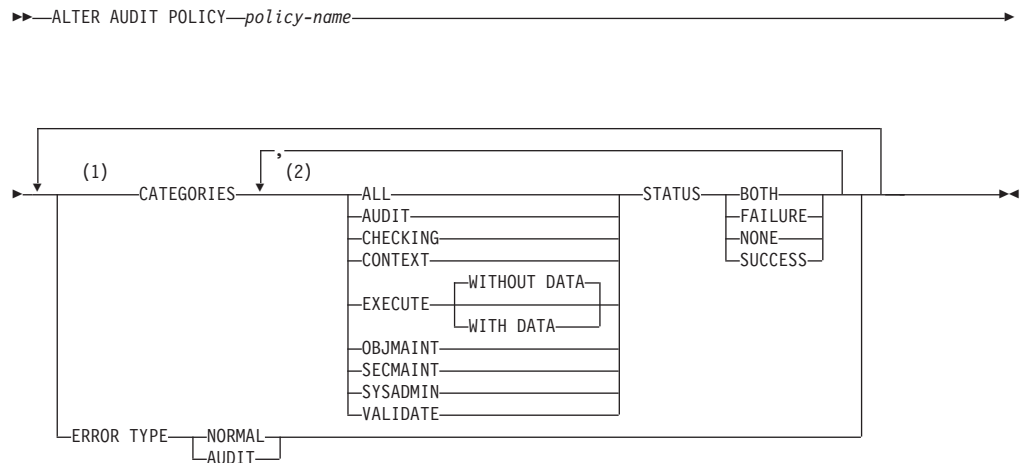 ALTER AUDIT POLICY policy-name
,
(1) (2)
CATEGORIES ALL STATUS BOTH
AUDIT FAILURE
CHECKING NONE
CONTEXT SUCCESS
WITHOUT DATA
EXECUTE
WITH DATA
OBJMAINT
SECMAINT
SYSADMIN
VALIDATE
ERROR TYPE NORMAL
AUDIT